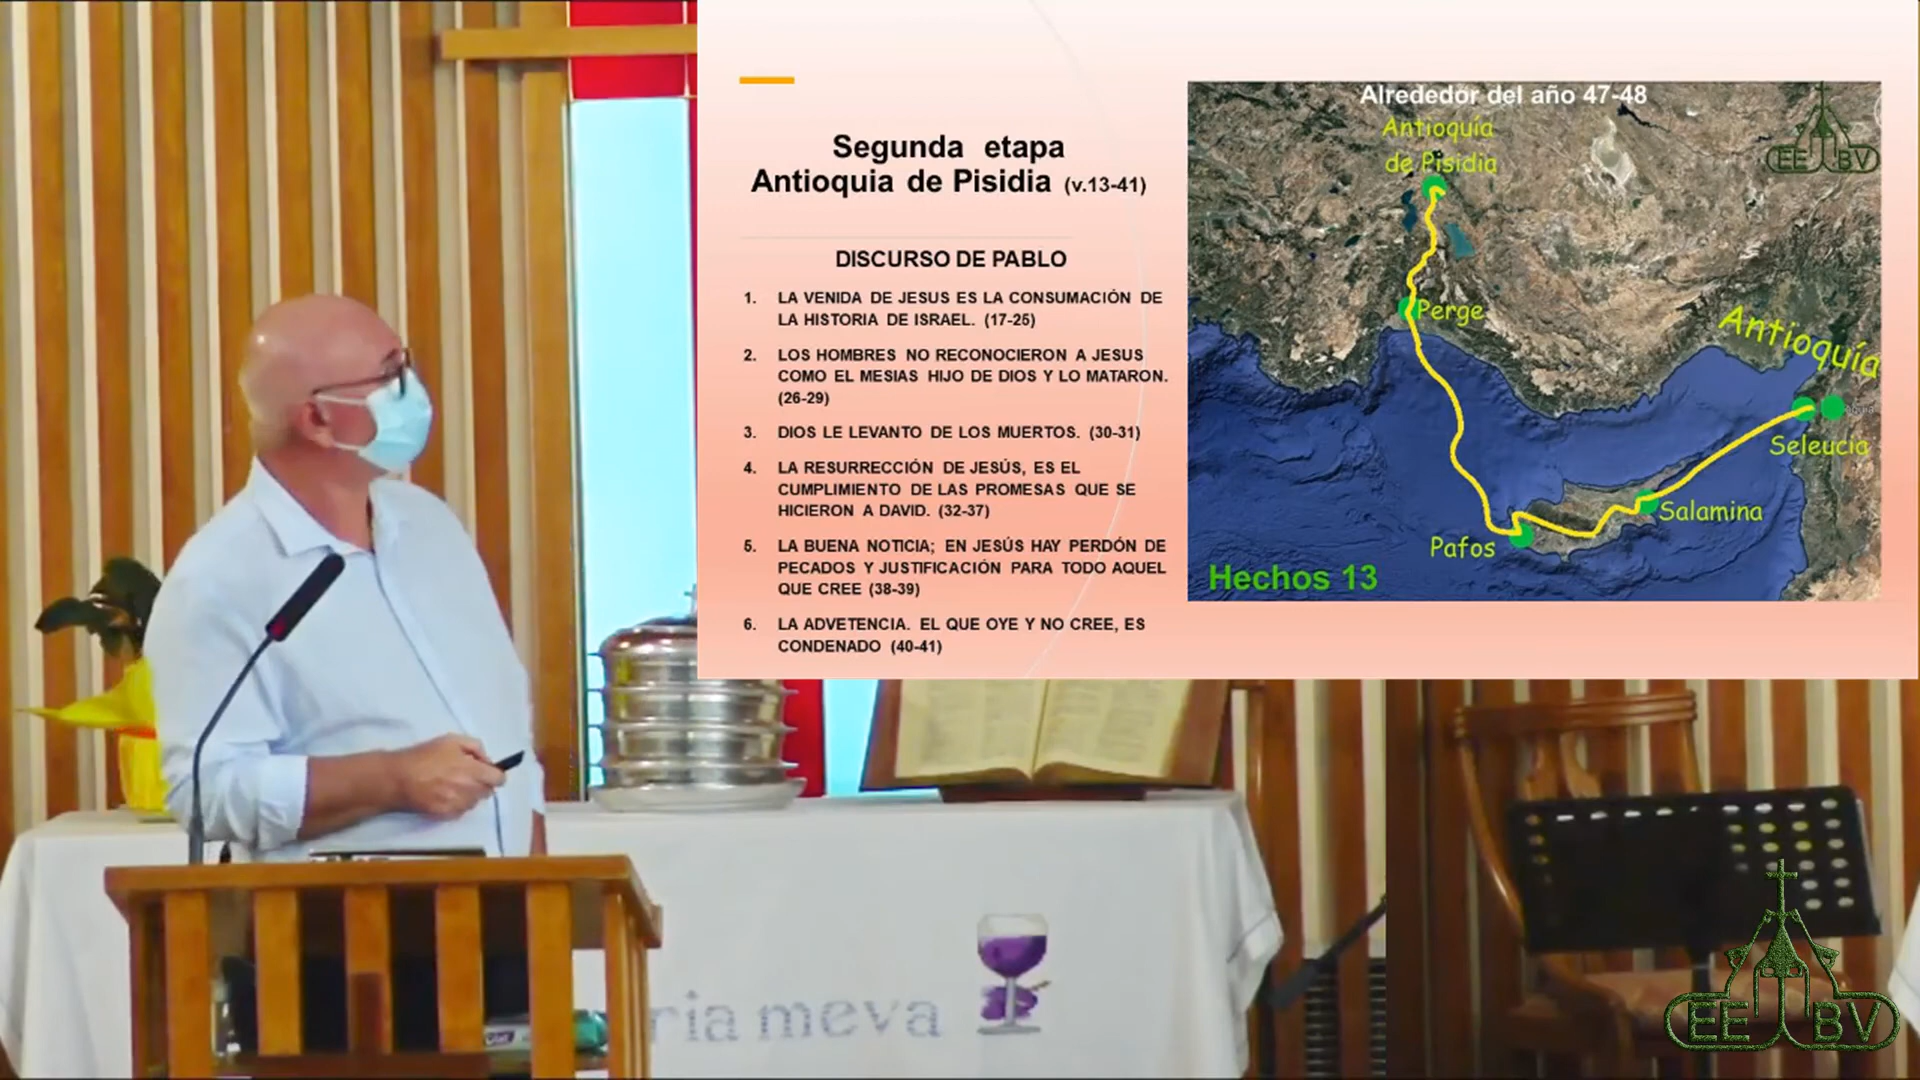 Segunda etapa
Antioquia de Pisidia (v.13-41)
DISCURSO DE PABLO
1. LA VENIDA DE JESUS ES LA CONSUMACIÓN DE
LA HISTORIA DE ISRAEL. (17-25)
2. LOS HOMBRES NO RECONOCIERON A JESUS
COMO EL MESIAS HIJO DE DIOS Y LO MATARON.
(26-29)
3. DIOS LE LEVANTO DE LOS MUERTOS. (30-31)
4. LA RESURRECCIÓN DE JESÚS, ES EL
CUMPLIMIENTO DE LAS PROMESAS QUE SE
HICIERON A DAVID. (32-37)
5. LA BUENA NOTICIA; EN JESÚS HAY PERDÓN DE
PECADOS Y JUSTIFICACIÓN PARA TODO AQUEL
QUE CREE (38-39)
6. LA ADVETENCIA. EL QUE OYE Y NO CREE, ES
CONDENADO (40-41)
Alrededor del año 47-48
Antioquía
de Pisidia
EE BV
Perge
Antioquía
Seleucia
Salamina
Pafos
Hechos 13
ria meva
EE BV